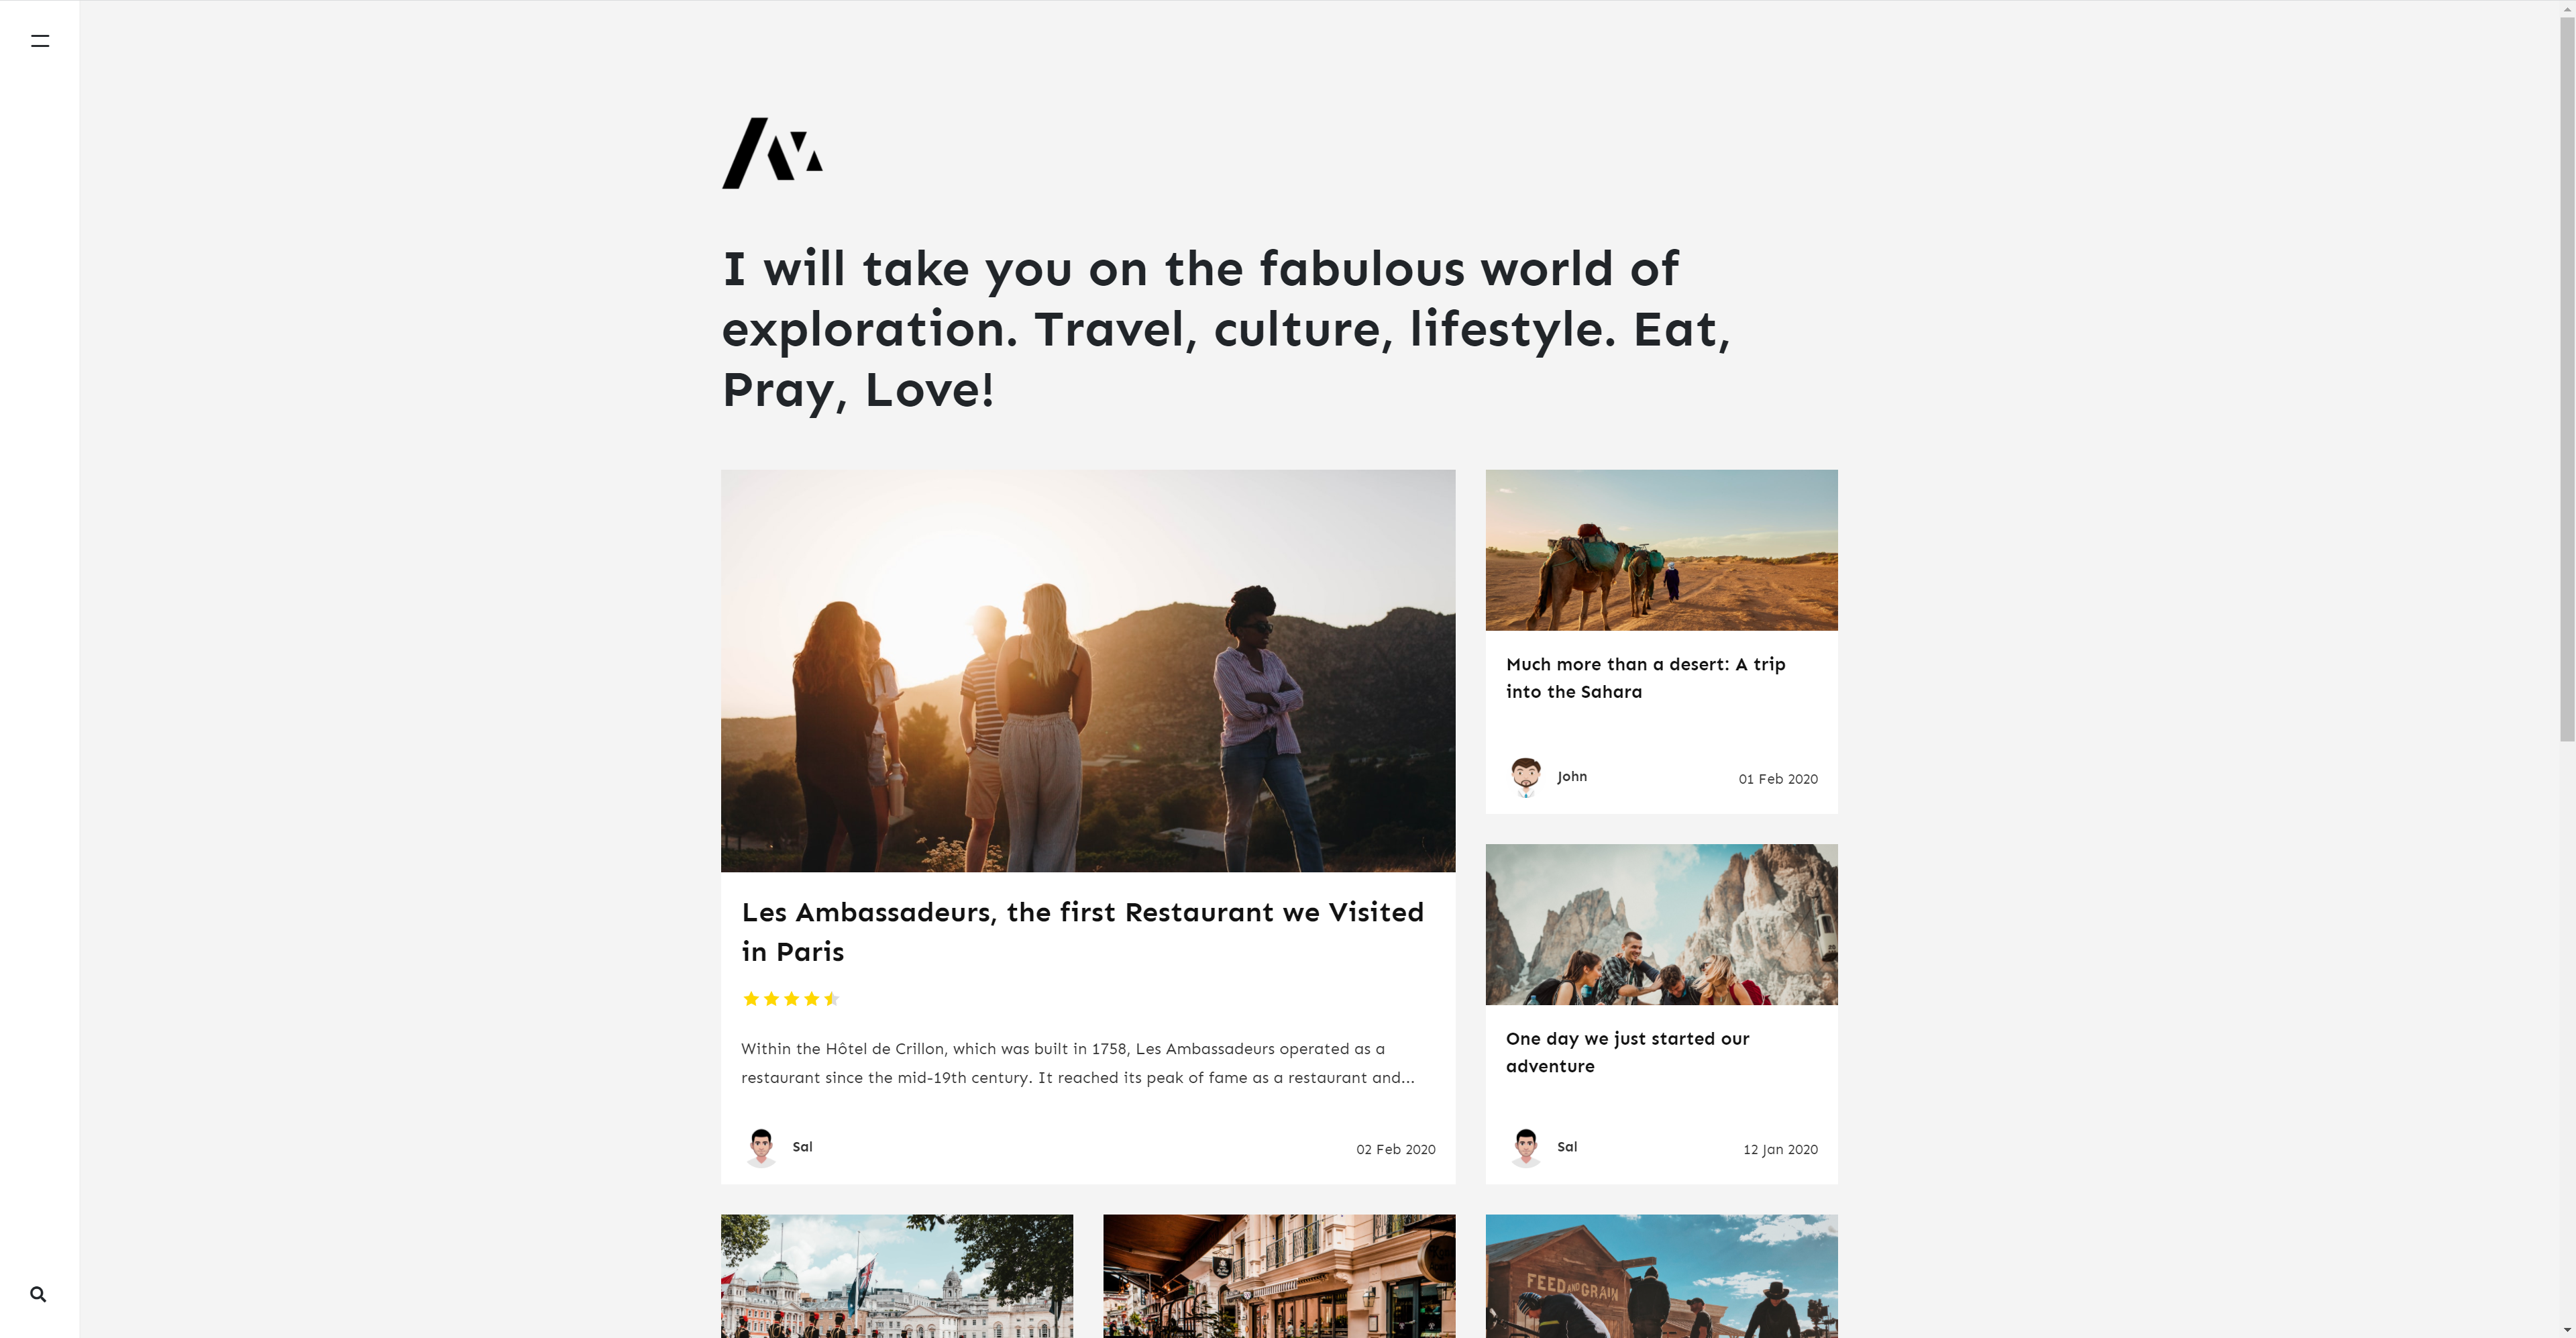 I will take you on the fabulous world of
exploration. Travel, culture, lifestyle. Eat,
Pray, Love!
Les Ambassadeurs, the first Restaurant we Visited
in Paris
Within the Hôtel de Crillon, which was built in 1758, Les Ambassadeurs operated as a
restaurant since the mid-19th century. It reached its peak of fame as a restaurant and...
Sal
02 Feb 2020
Much more than a desert: A trip
into the Sahara
John
01 Feb 2020
One day we just started our
adventure
Sal
12 Jan 2020
FEED AND GRAIN